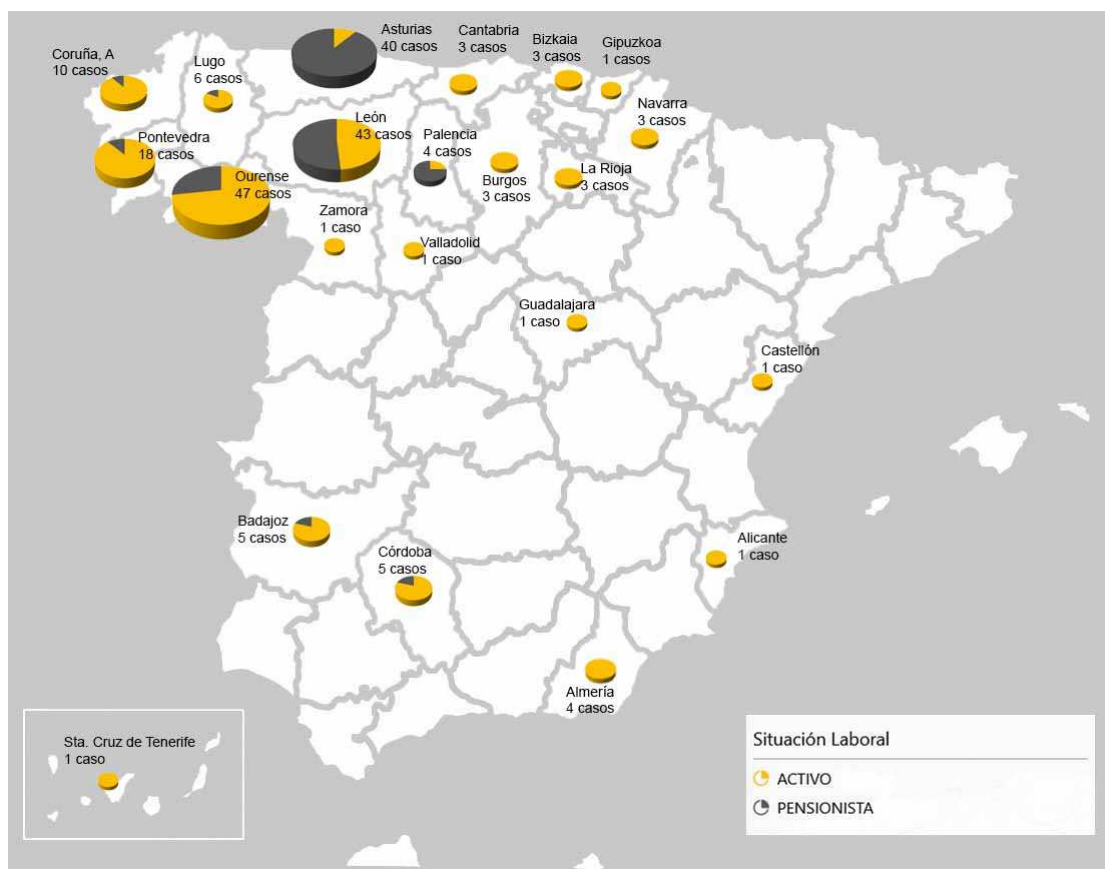 Asturias
40 casos
Cantabria
3 casos
Bizkaia
3 casos
Gipuzkoa
1 casos
Coruña, A
10 casos
Lugo
6 casos
Navarra
3 casos
León
43 casos
Palencia
4 casos
Pontevedra
18 casos
Burgos
3 casos
La Rioja
3 casos
Ourense
47 casos
Zamora
1 caso
Valladolid
1 caso
Guadalajara
1 caso
Castellón
1 caso
Badajoz
5 casos
Córdoba
5 casos
Alicante
1 caso
Almería
4 casos
Sta. Cruz de Tenerife
1 caso
Situación Laboral
ACTIVO
PENSIONISTA